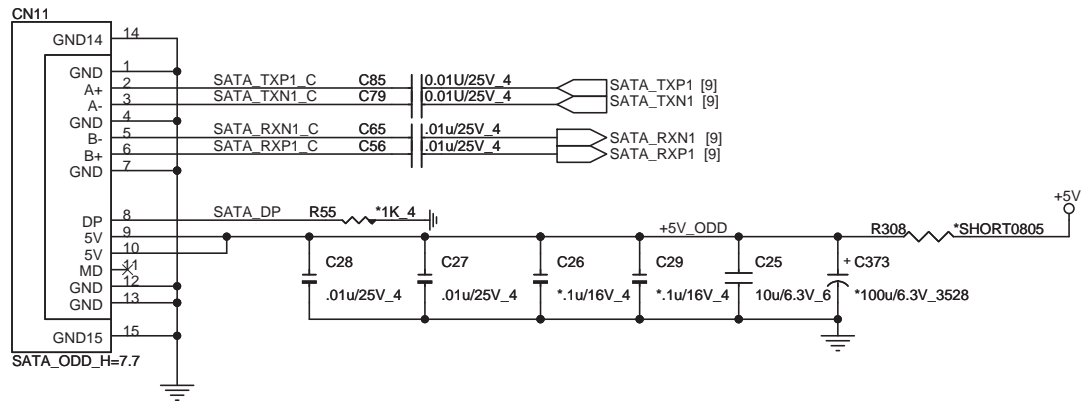 CN11
GND14 14
GND 1
A+ 2 SATA_TXP1_C C85 0.01U/25V_4 SATA_TXP1 [9]
A- 3 SATA_TXN1_C C79 0.01U/25V_4 SATA_TXN1 [9]
GND 4
B- 5 SATA_RXN1_C C65 .01u/25V_4 SATA_RXN1 [9]
B+ 6 SATA_RXP1_C C56 .01u/25V_4 SATA_RXP1 [9]
GND 7
+5V
DP 8 SATA_DP R55 *1K_4
5V 9 +5V_ODD R308 *SHORT0805
5V 10
MD 11
GND 12
GND 13
C28 C27 C26 C29 C25 + C373
.01u/25V_4 .01u/25V_4 *.1u/16V_4 *.1u/16V_4 10u/6.3V_6 *100u/6.3V_3528
GND15 15
SATA_ODD_H=7.7